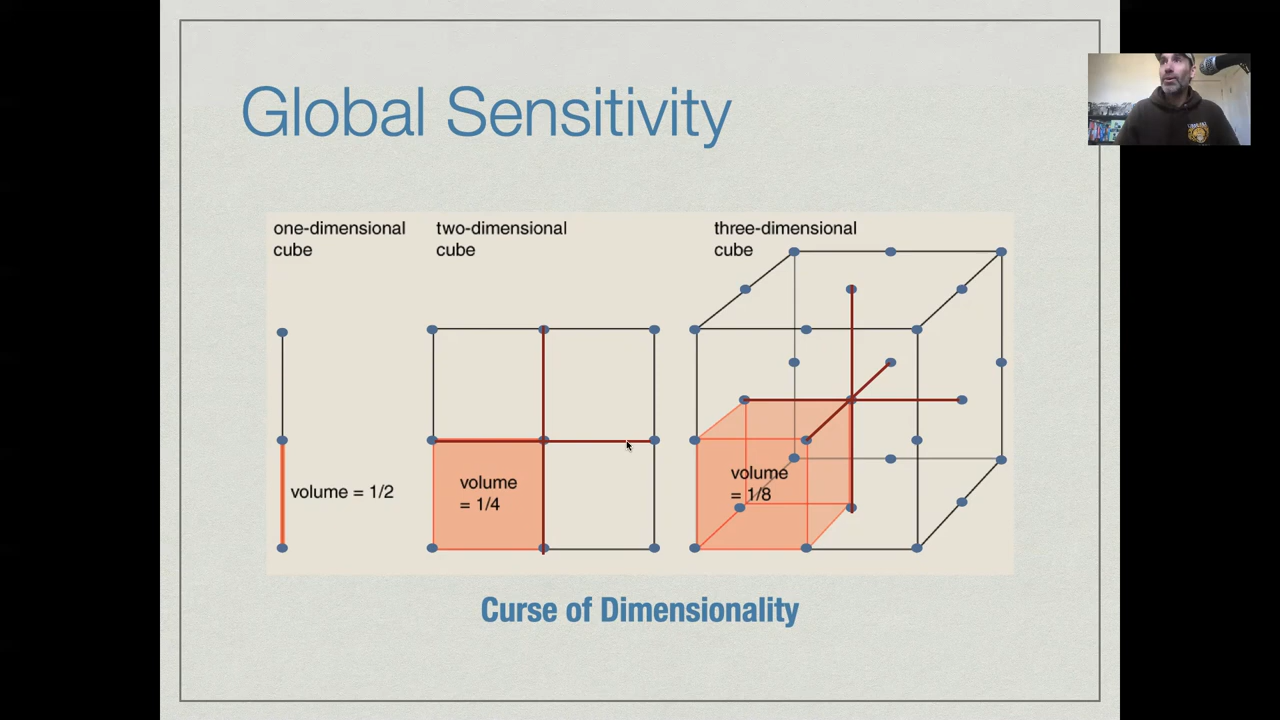 Global Sensitivity
one-dimensional
cube
two-dimensional
cube
three-dimensional
cube
volume = 1/2
volume
= 1/4
volume
= 1/8
Curse of Dimensionality